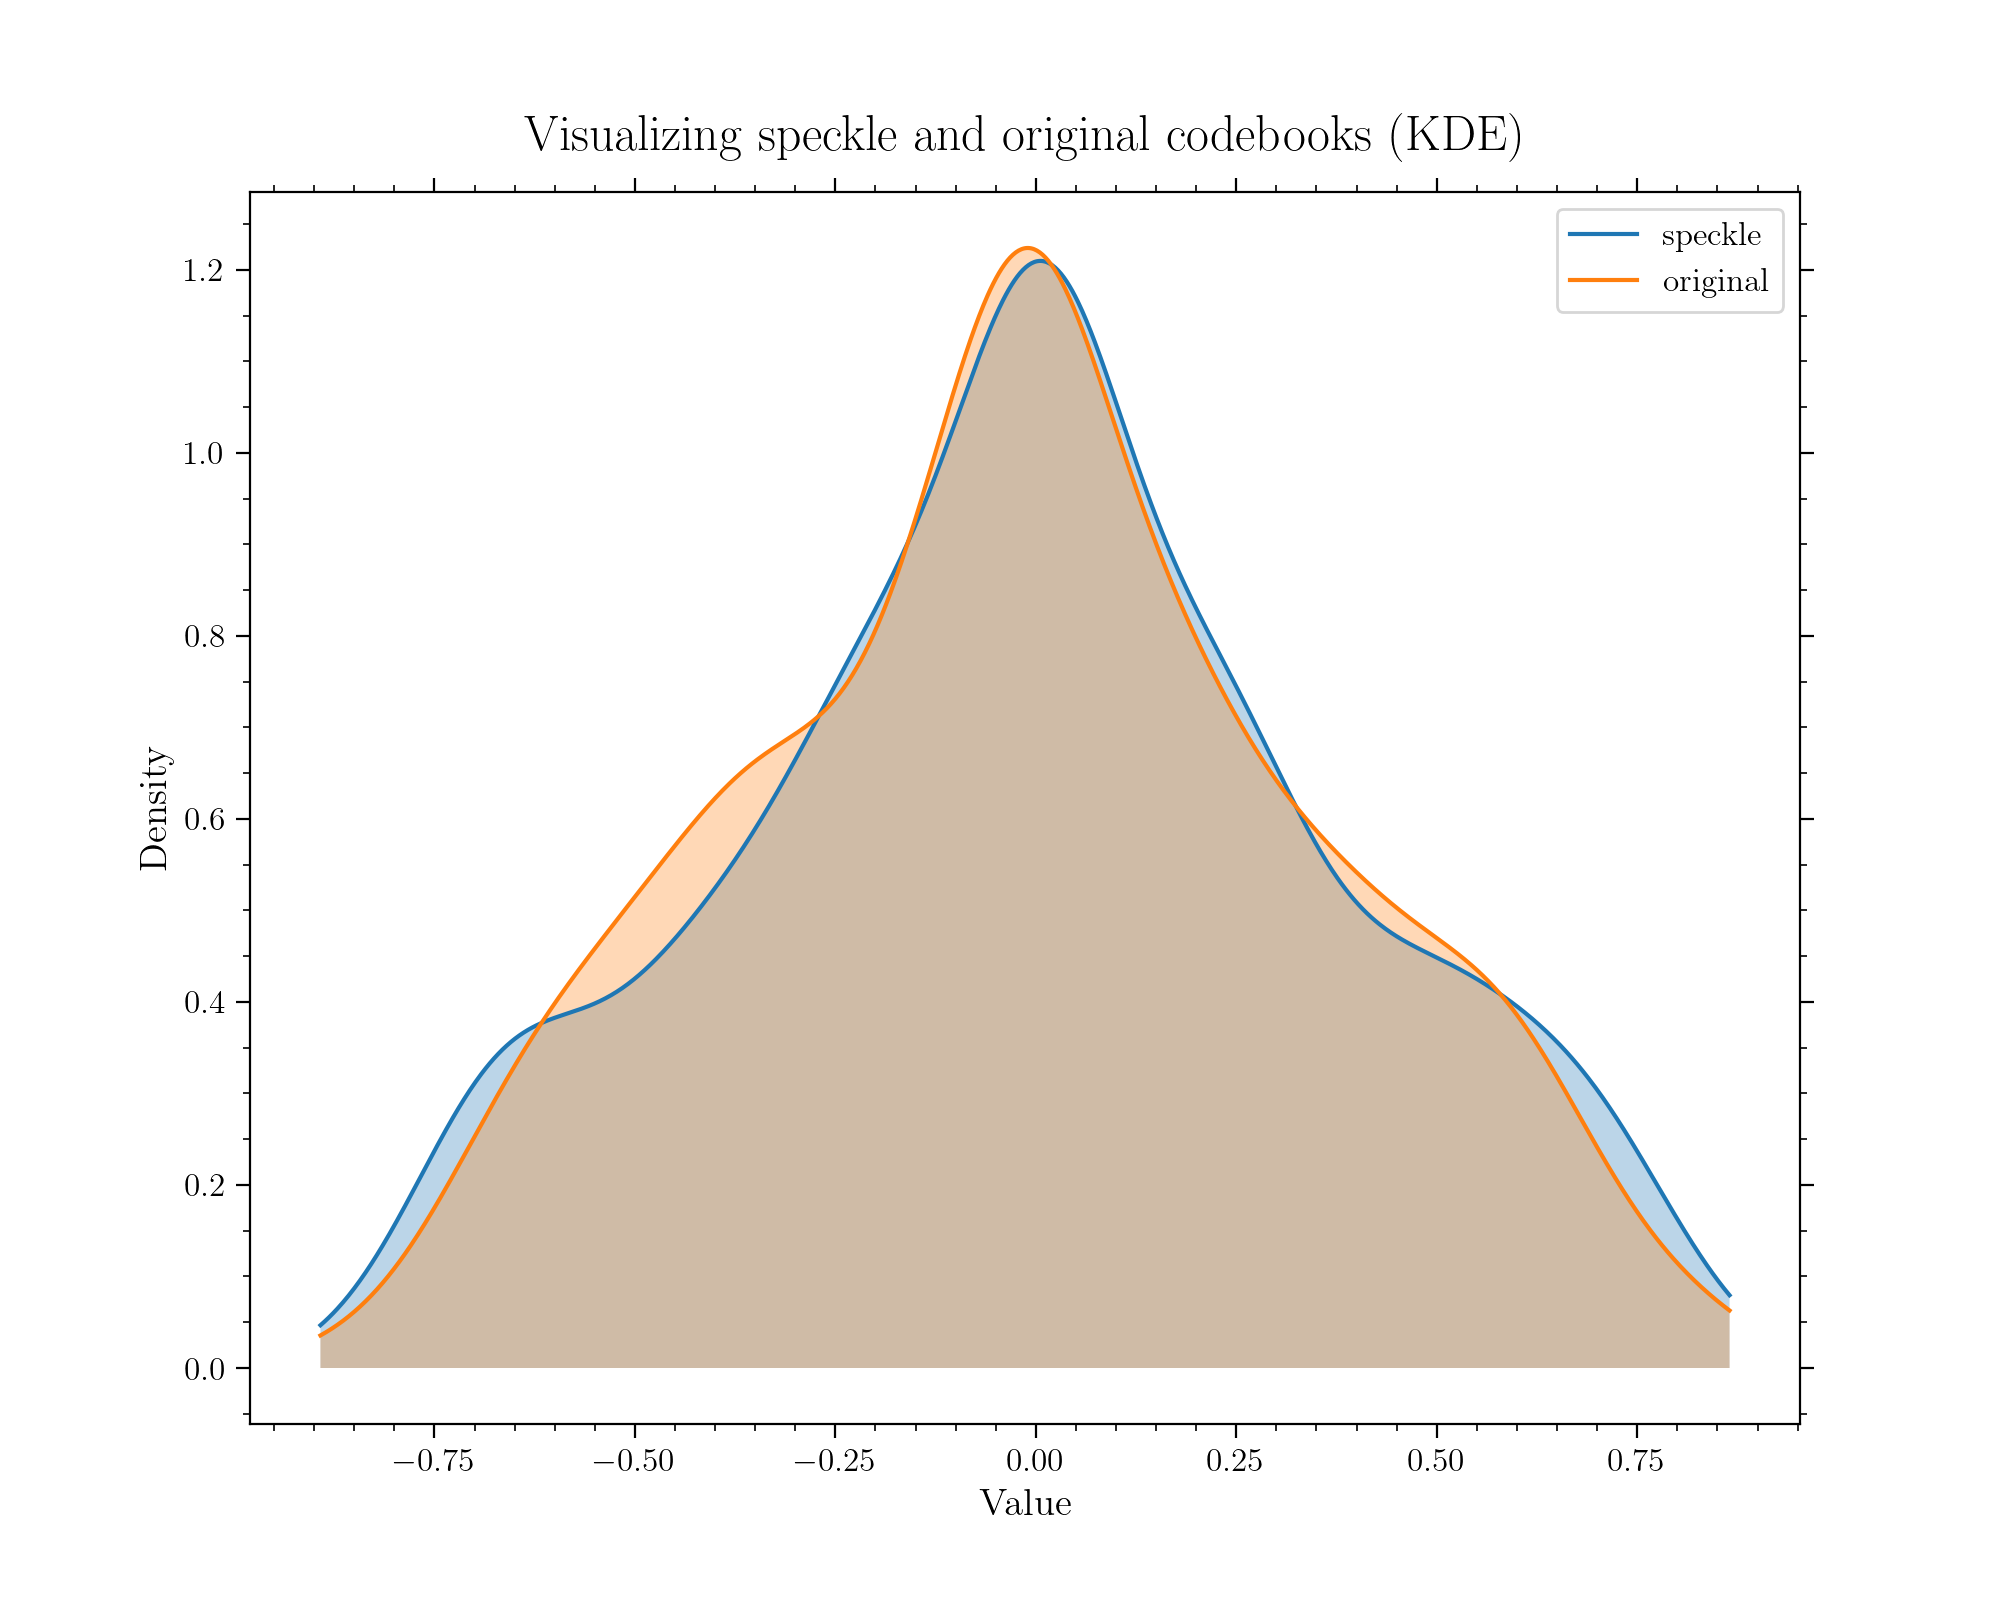 Visualizing speckle and original codebooks (KDE)
speckle
original
1.2
1.0
0.8
0.6
0.4
0.2
0.0
Density
−0.75 −0.50 −0.25 0.00 0.25 0.50 0.75
Value